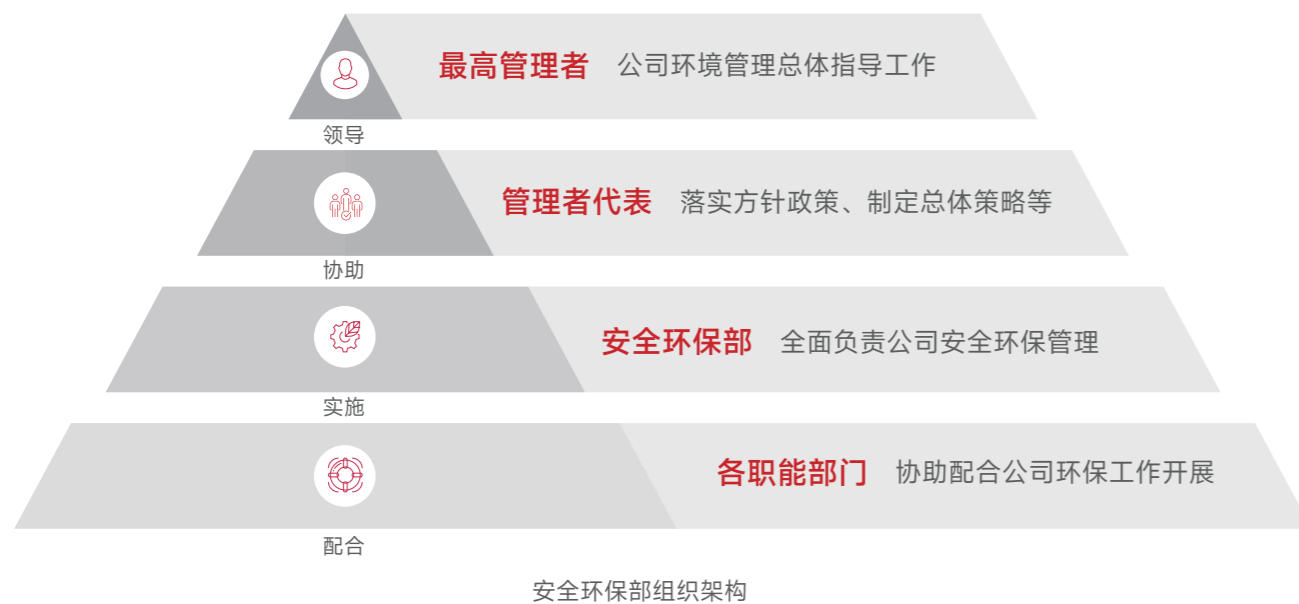 最高管理者 公司环境管理总体指导工作
领导
管理者代表 落实方针政策、制定总体策略等
协助
安全环保部 全面负责公司安全环保管理
实施
各职能部门 协助配合公司环保工作开展
配合
安全环保部组织架构